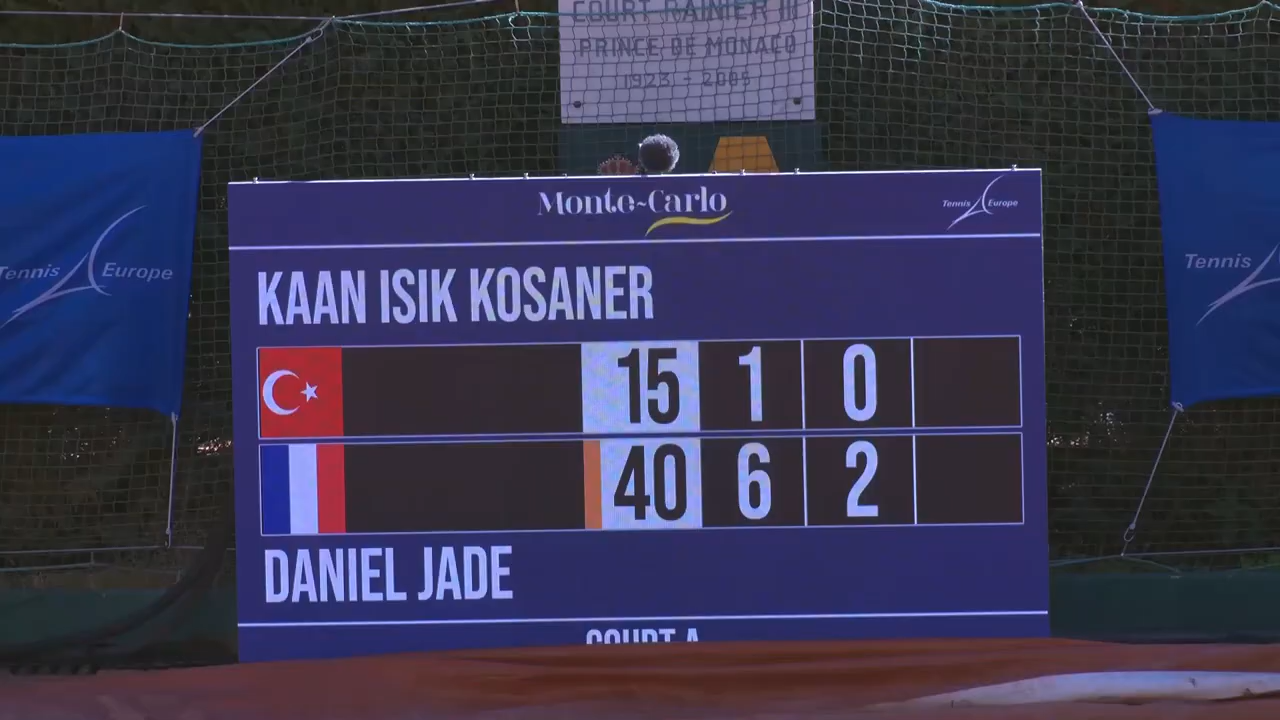 COURT RAINIER III
PRINCE DE MONACO
1923 - 2005
Monte-Carlo
Tennis Europe
Tennis Europe
Tennis
KAAN ISIK KOSANER
15 1 0
40 6 2
DANIEL JADE
COURT A